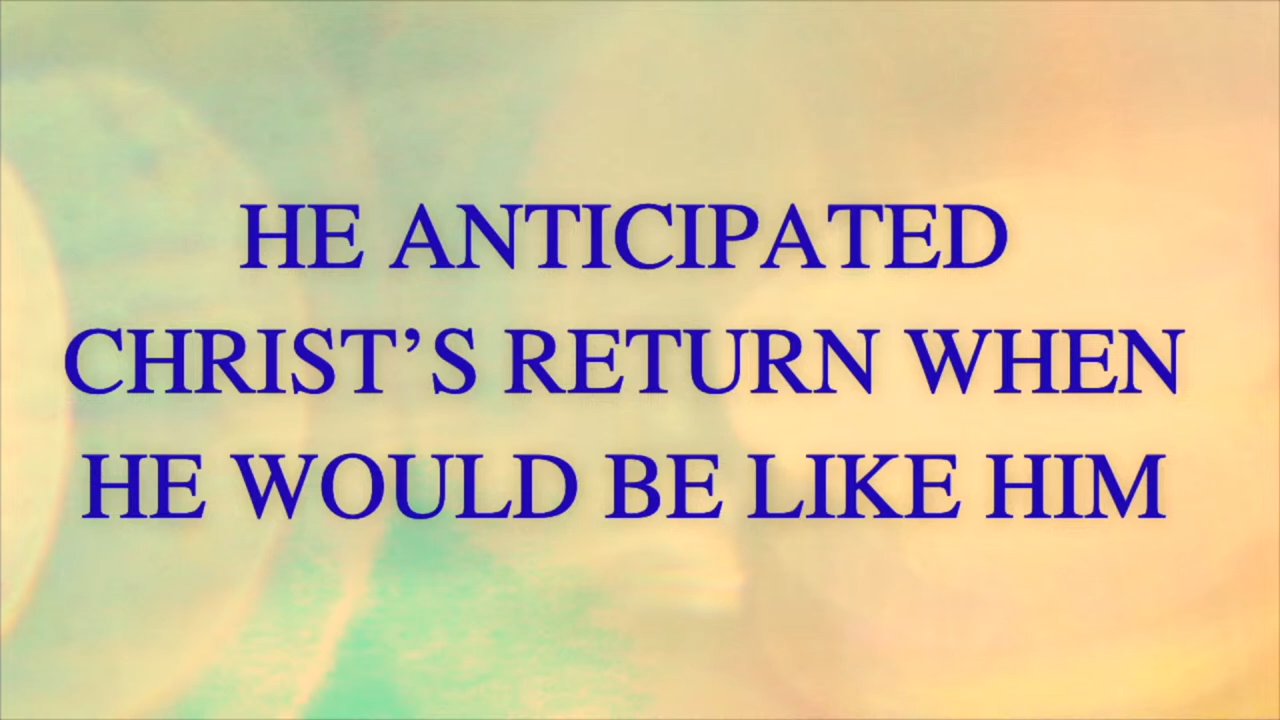 HE ANTICIPATED
CHRIST’S RETURN WHEN
HE WOULD BE LIKE HIM